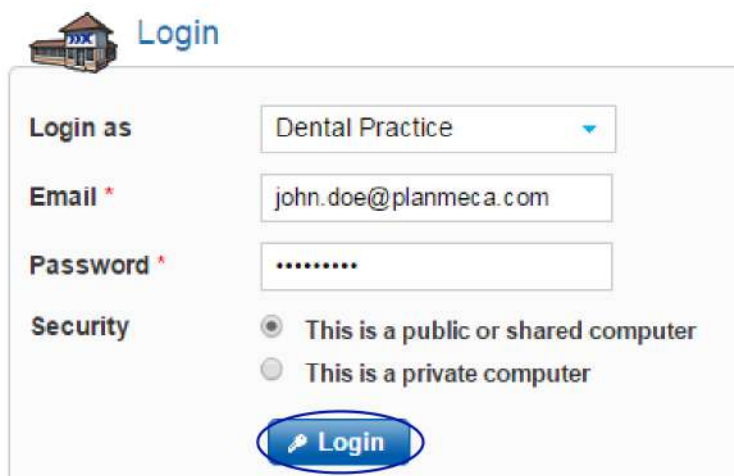 Login
Login as Dental Practice
Email * john.doe@planmeca.com
Password * •••••••••
Security This is a public or shared computer
This is a private computer
Login